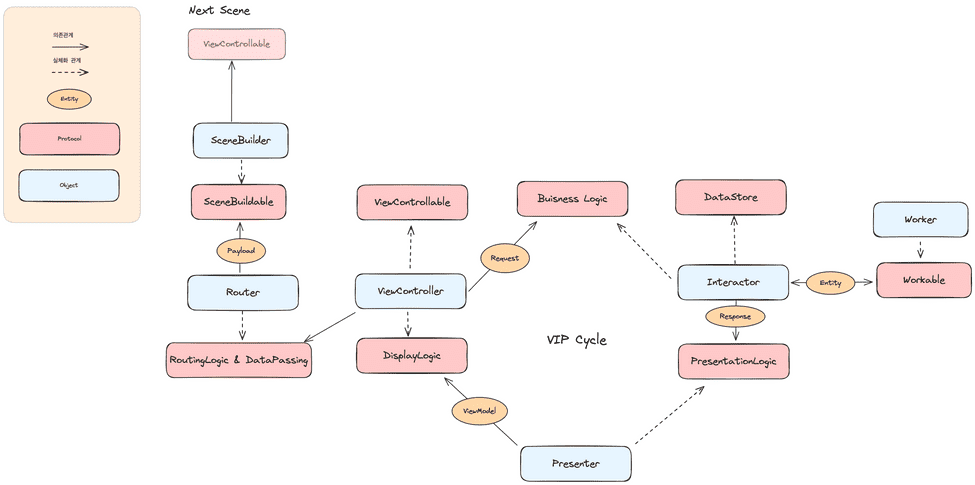 Next Scene
의존관계
실체화 관계
Entity
Protocol
Object
ViewControllable
SceneBuilder
SceneBuildable
Payload
Router
RoutingLogic & DataPassing
ViewControllable
ViewController
DisplayLogic
ViewModel
Buisness Logic
Request
VIP Cycle
Presenter
DataStore
Interactor
Response
PresentationLogic
Entity
Worker
Workable